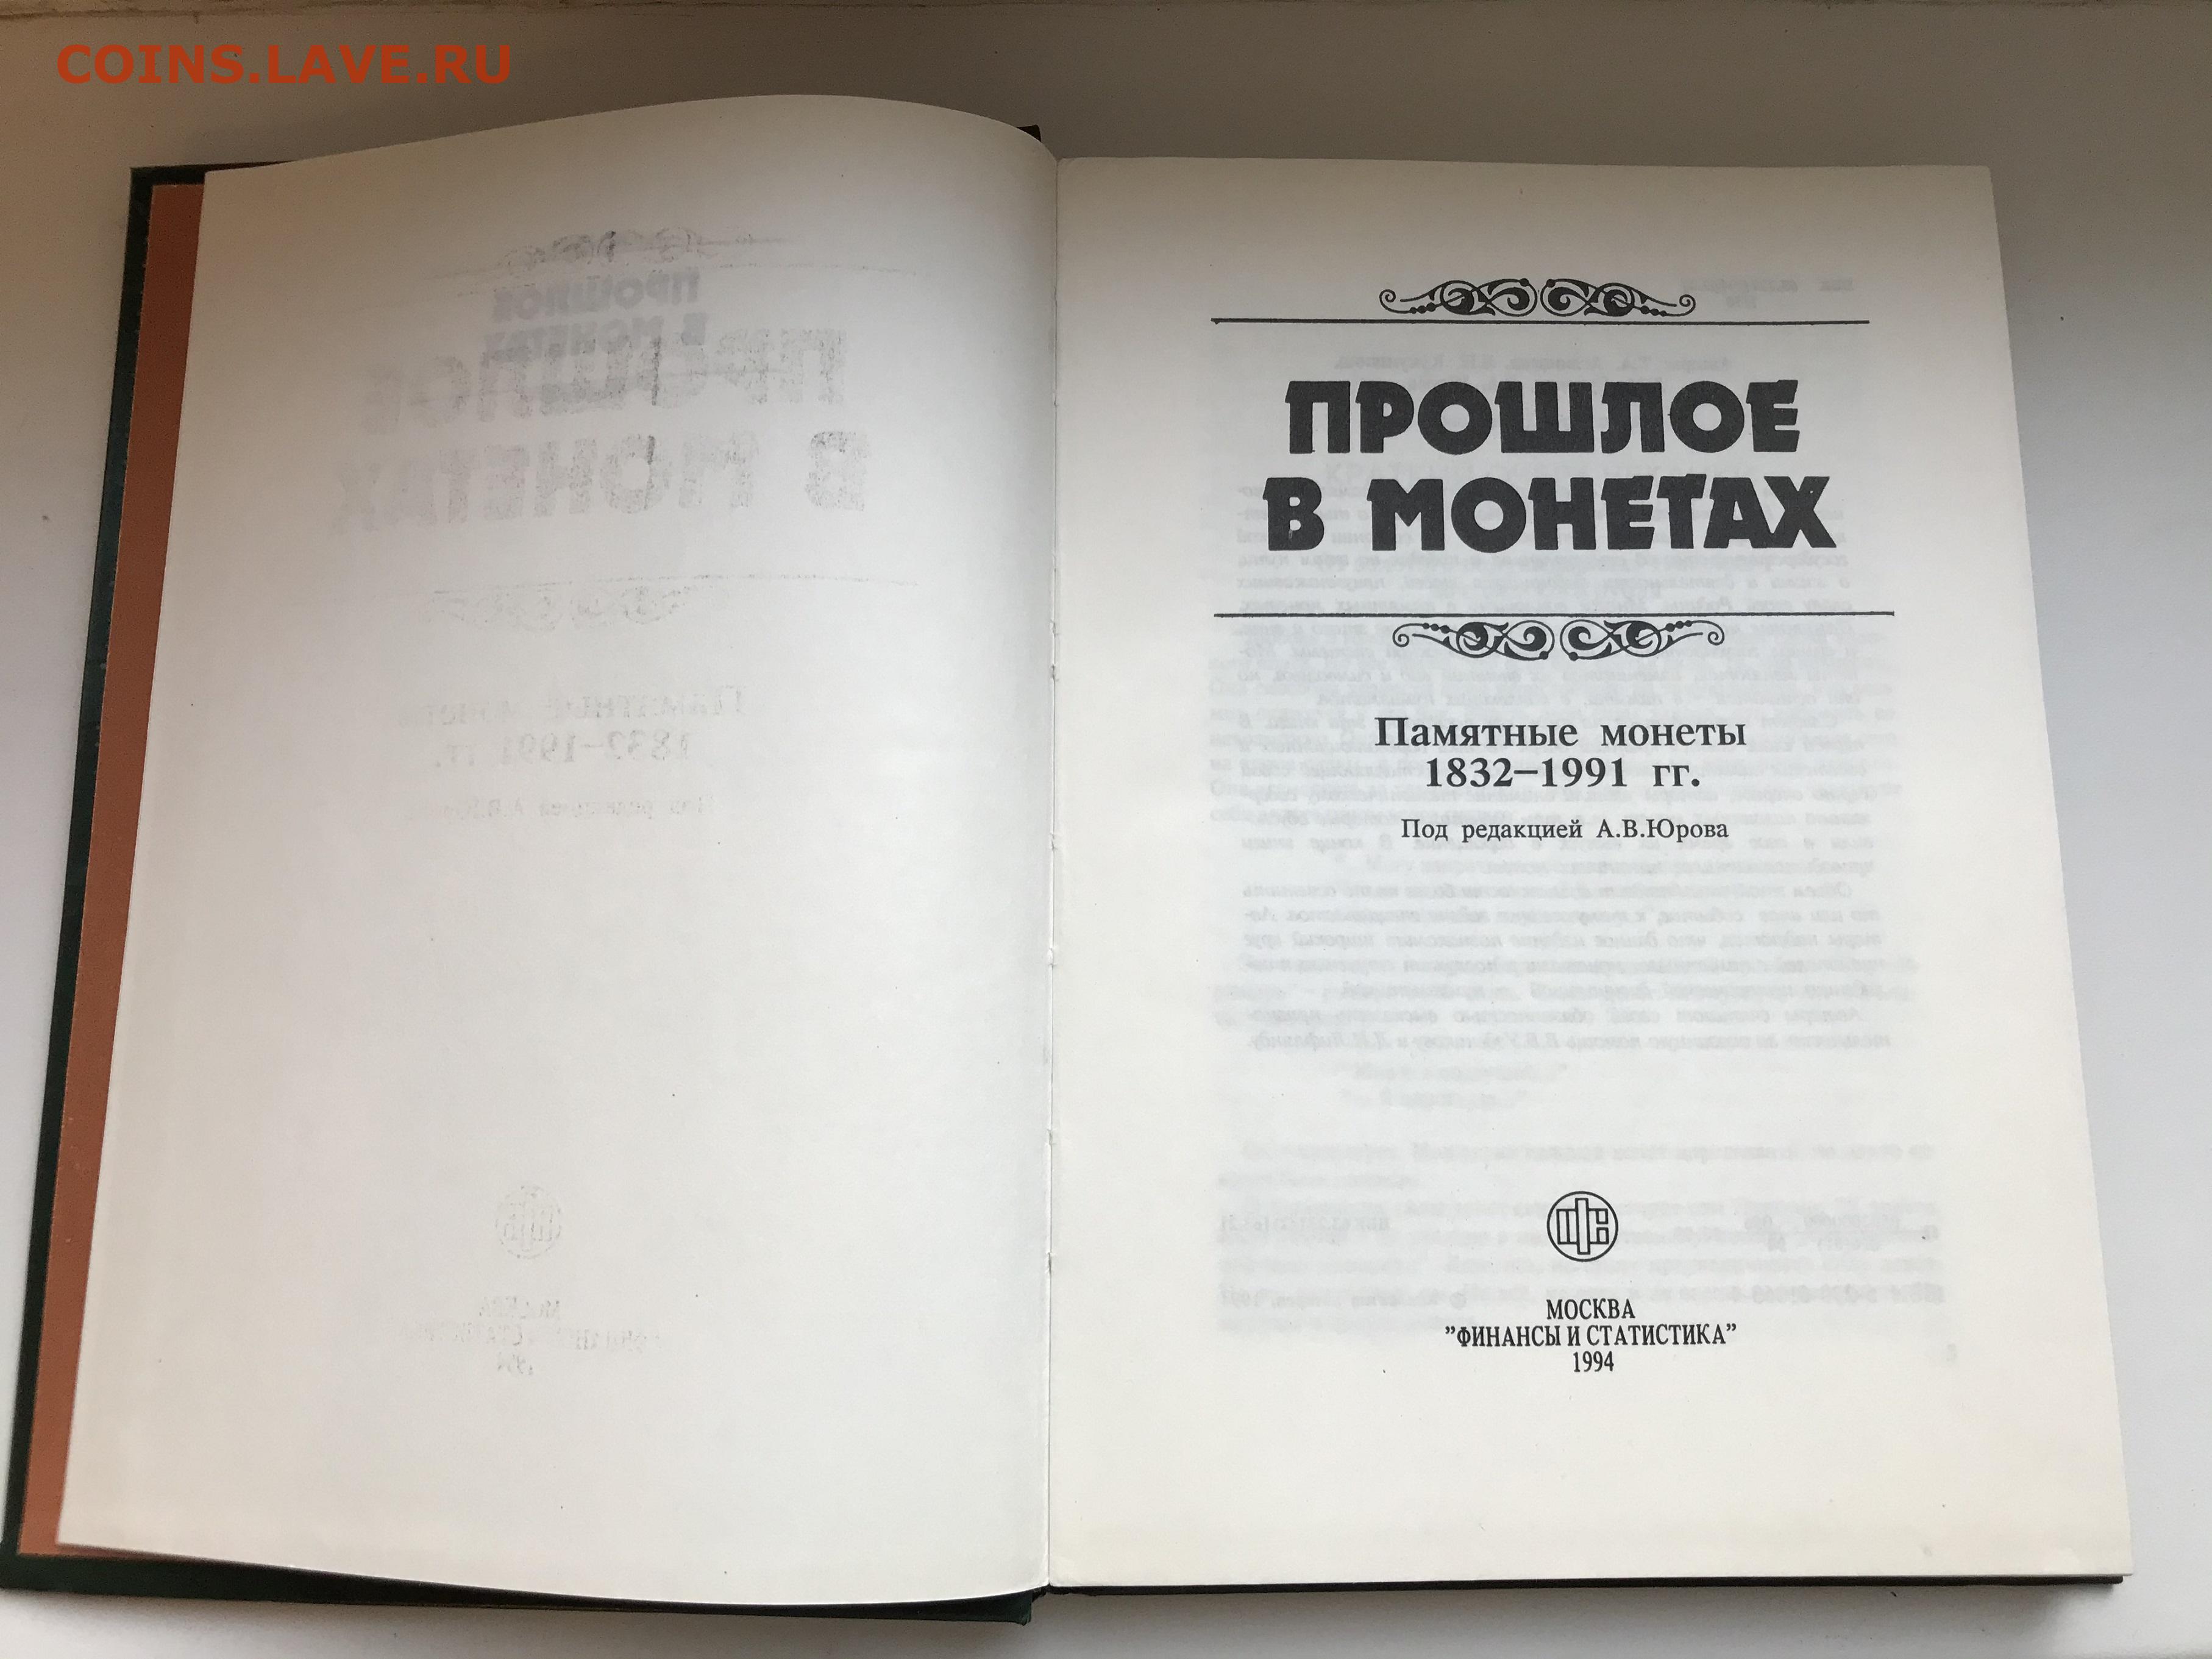 COINS.LAVE.RU
ПРОШЛОЕ
В МОНЕТАХ
Памятные монеты
1832–1991 гг.
Под редакцией А.В.Юрова
МОСКВА
"ФИНАНСЫ И СТАТИСТИКА"
1994